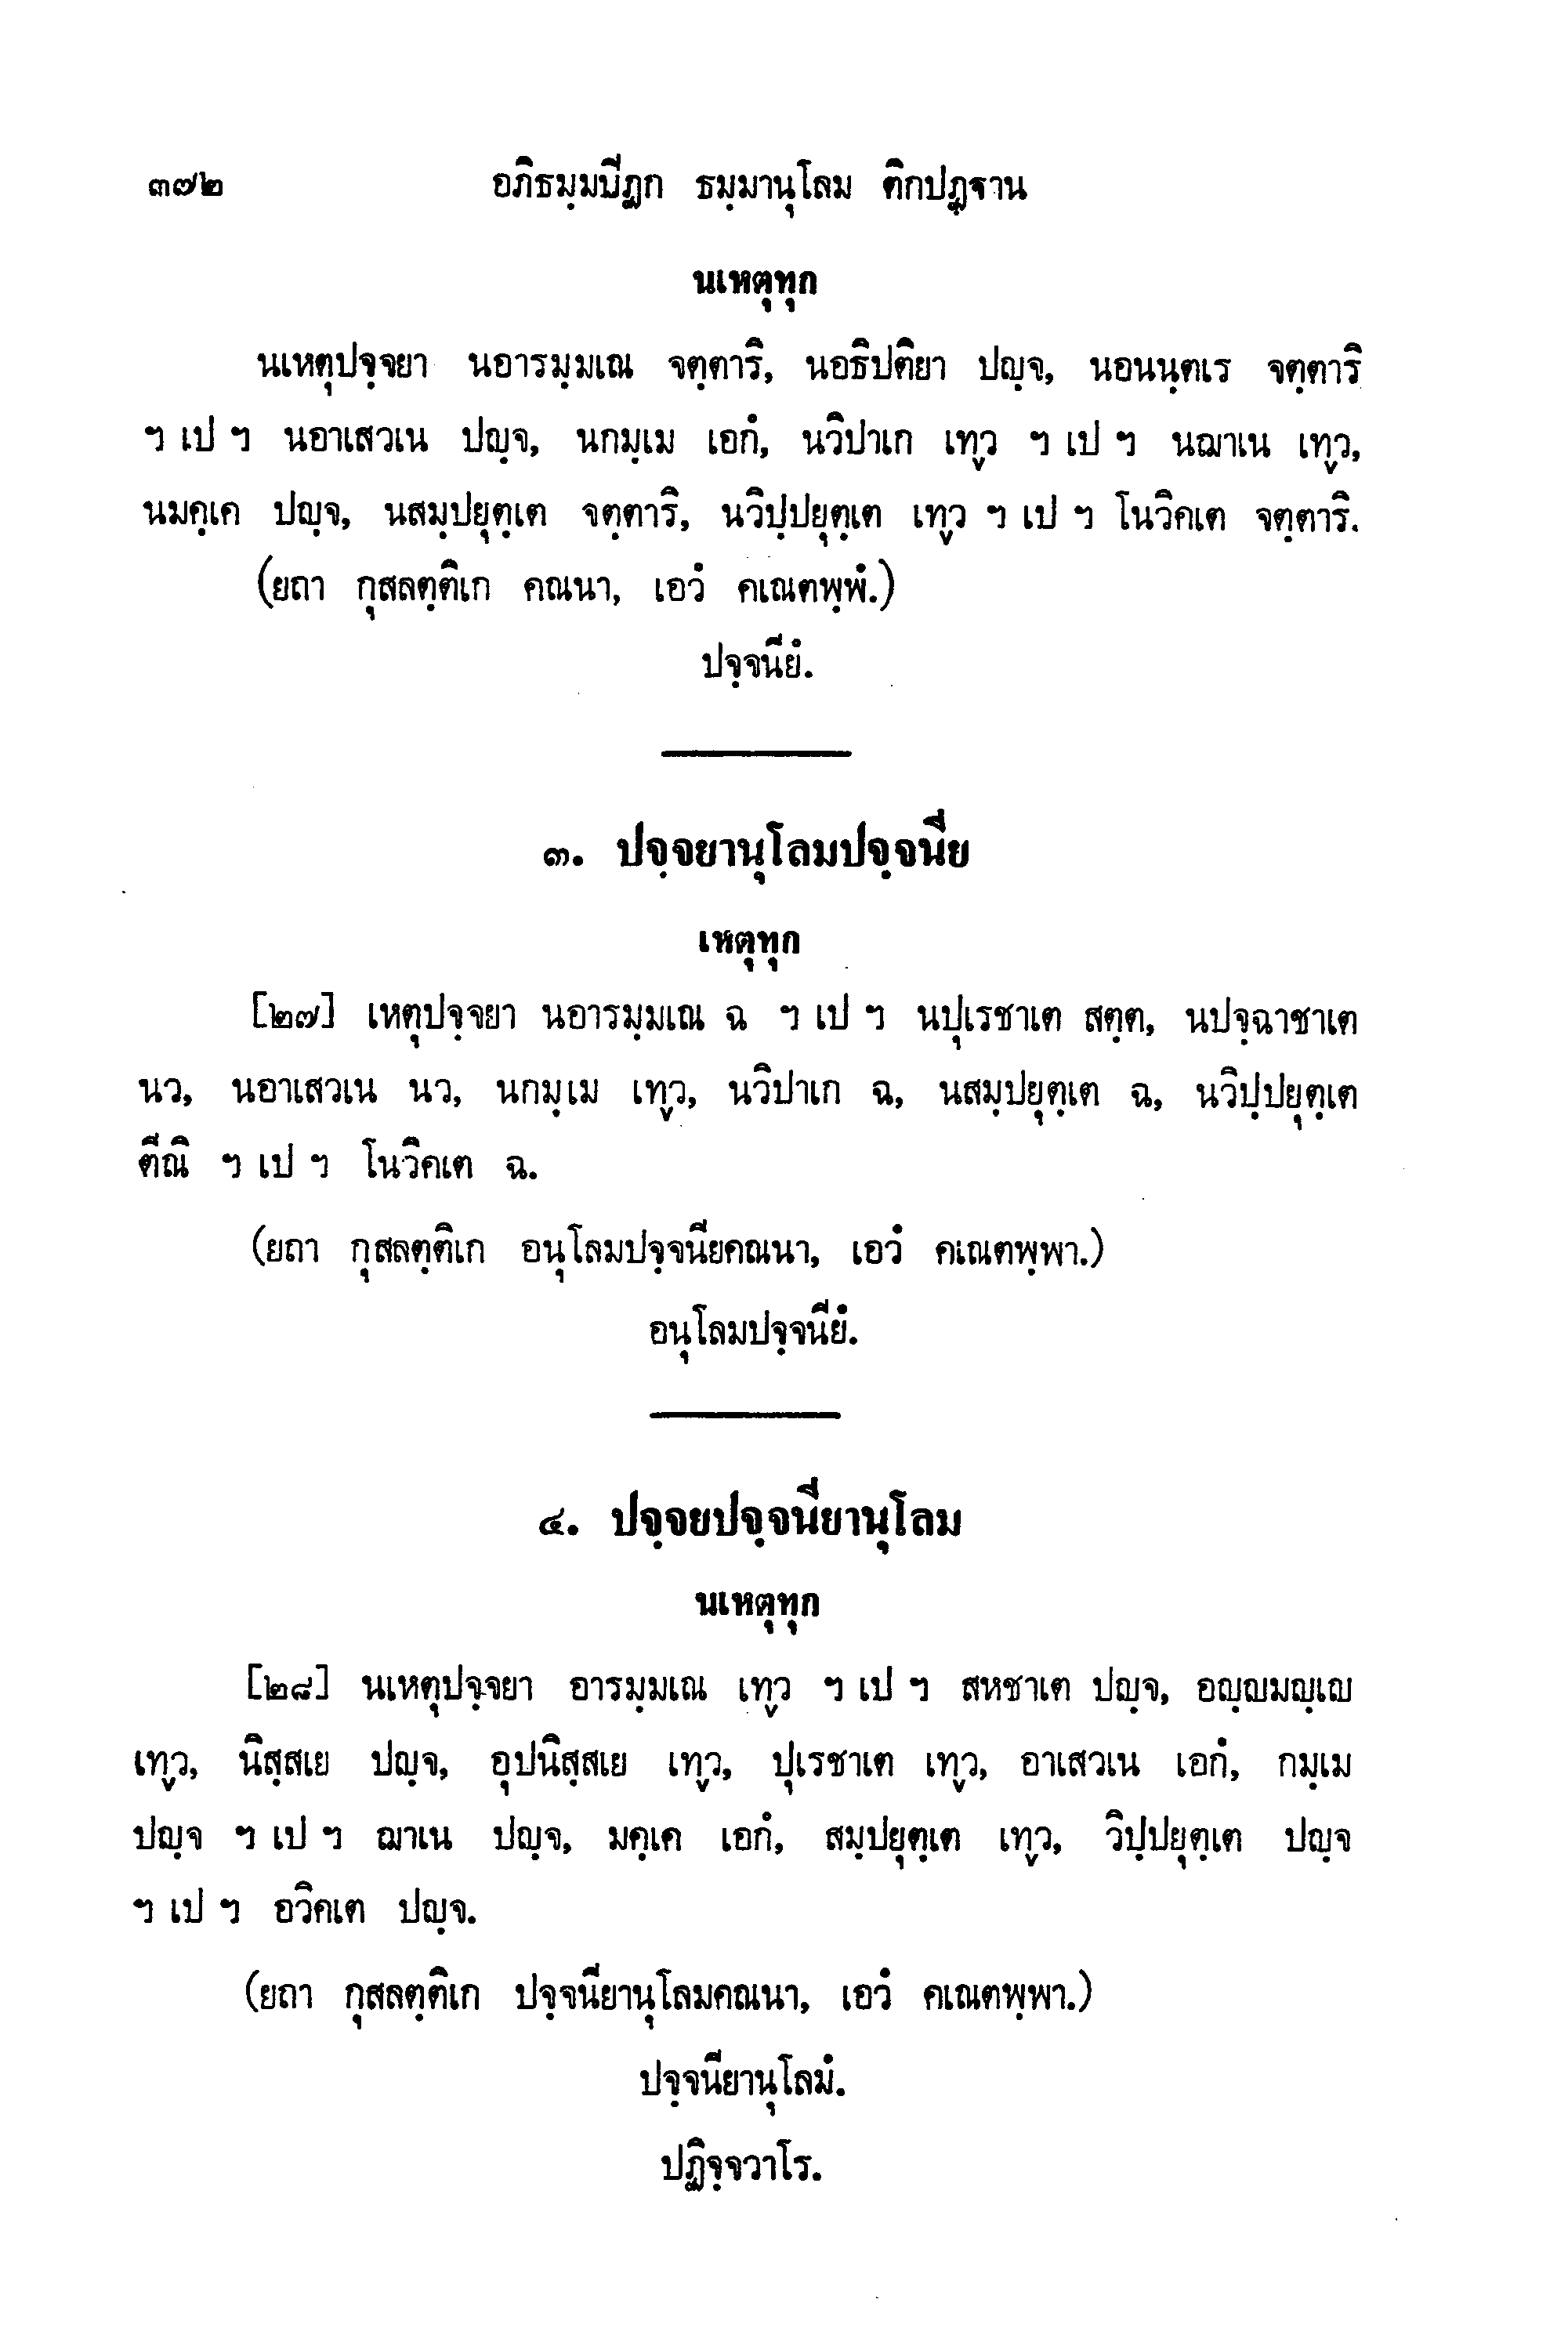 ๓๗๒ อภิธมฺมปิฏก ธมฺมานุโลม ติกปฏฺฐาน
นเหตุทุก
นเหตุปจฺจยา นอารมฺมเณ จตฺตาริ, นอธิปติยา ปญฺจ, นอนนฺตเร จตฺตาริ
ฯ เป ฯ นอาเสวเน ปญฺจ, นกมฺเม เอกํ, นวิปาเก เทฺว ฯ เป ฯ นฌาเน เทฺว,
นมคฺเค ปญฺจ, นสมฺปยุตฺเต จตฺตาริ, นวิปฺปยุตฺเต เทฺว ฯ เป ฯ โนวิคเต จตฺตาริ.
(ยถา กุสลตฺติเก คณนา, เอวํ คเณตพฺพํ.)
ปจฺจนียํ.
๓. ปจฺจยานุโลมปจฺจนีย
เหตุทุก
[๒๗] เหตุปจฺจยา นอารมฺมเณ ฉ ฯ เป ฯ นปุเรชาเต สตฺต, นปจฺฉาชาเต
นว, นอาเสวเน นว, นกมฺเม เทฺว, นวิปาเก ฉ, นสมฺปยุตฺเต ฉ, นวิปฺปยุตฺเต
ตีณิ ฯ เป ฯ โนวิคเต ฉ.
(ยถา กุสลตฺติเก อนุโลมปจฺจนียคณนา, เอวํ คเณตพฺพา.)
อนุโลมปจฺจนียํ.
๔. ปจฺจยปจฺจนียานุโลม
นเหตุทุก
[๒๘] นเหตุปจฺจยา อารมฺมเณ เทฺว ฯ เป ฯ สหชาเต ปญฺจ, อญฺญมญฺเญ
เทฺว, นิสฺสเย ปญฺจ, อุปนิสฺสเย เทฺว, ปุเรชาเต เทฺว, อาเสวเน เอกํ, กมฺเม
ปญฺจ ฯ เป ฯ ฌาเน ปญฺจ, มคฺเค เอกํ, สมฺปยุตฺเต เทฺว, วิปฺปยุตฺเต ปญฺจ
ฯ เป ฯ อวิคเต ปญฺจ.
(ยถา กุสลตฺติเก ปจฺจนียานุโลมคณนา, เอวํ คเณตพฺพา.)
ปจฺจนียานุโลมํ.
ปฏิจฺจวาโร.